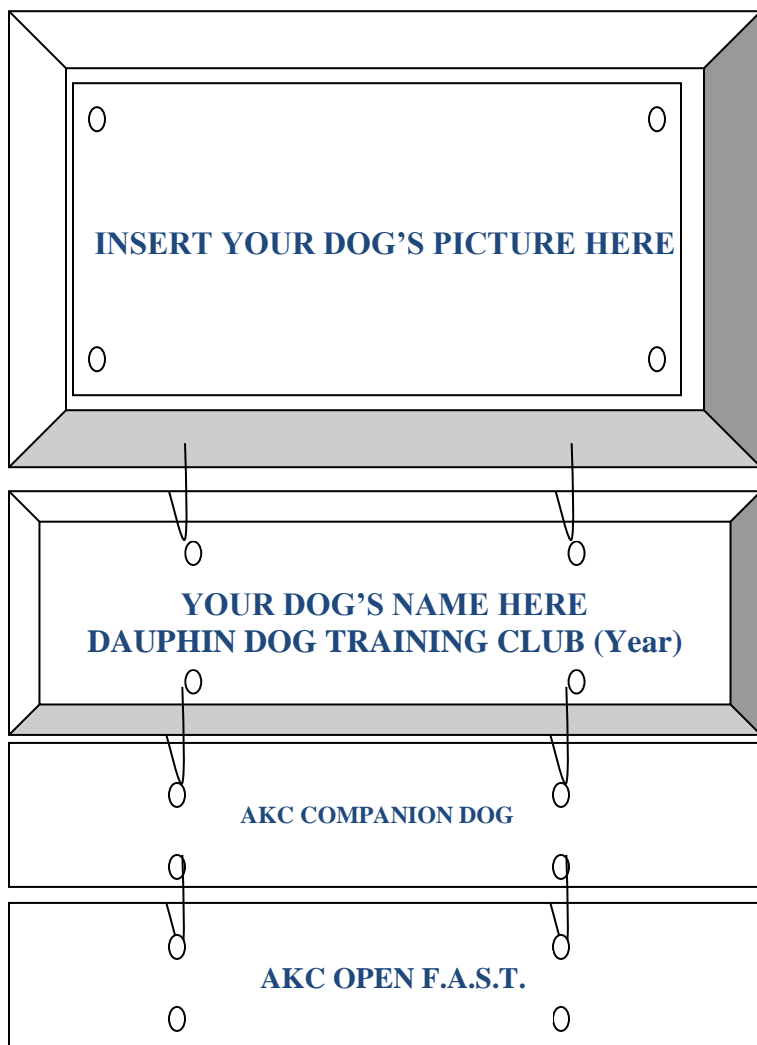 INSERT YOUR DOG’S PICTURE HERE
YOUR DOG’S NAME HERE
DAUPHIN DOG TRAINING CLUB (Year)
AKC COMPANION DOG
AKC OPEN F.A.S.T.